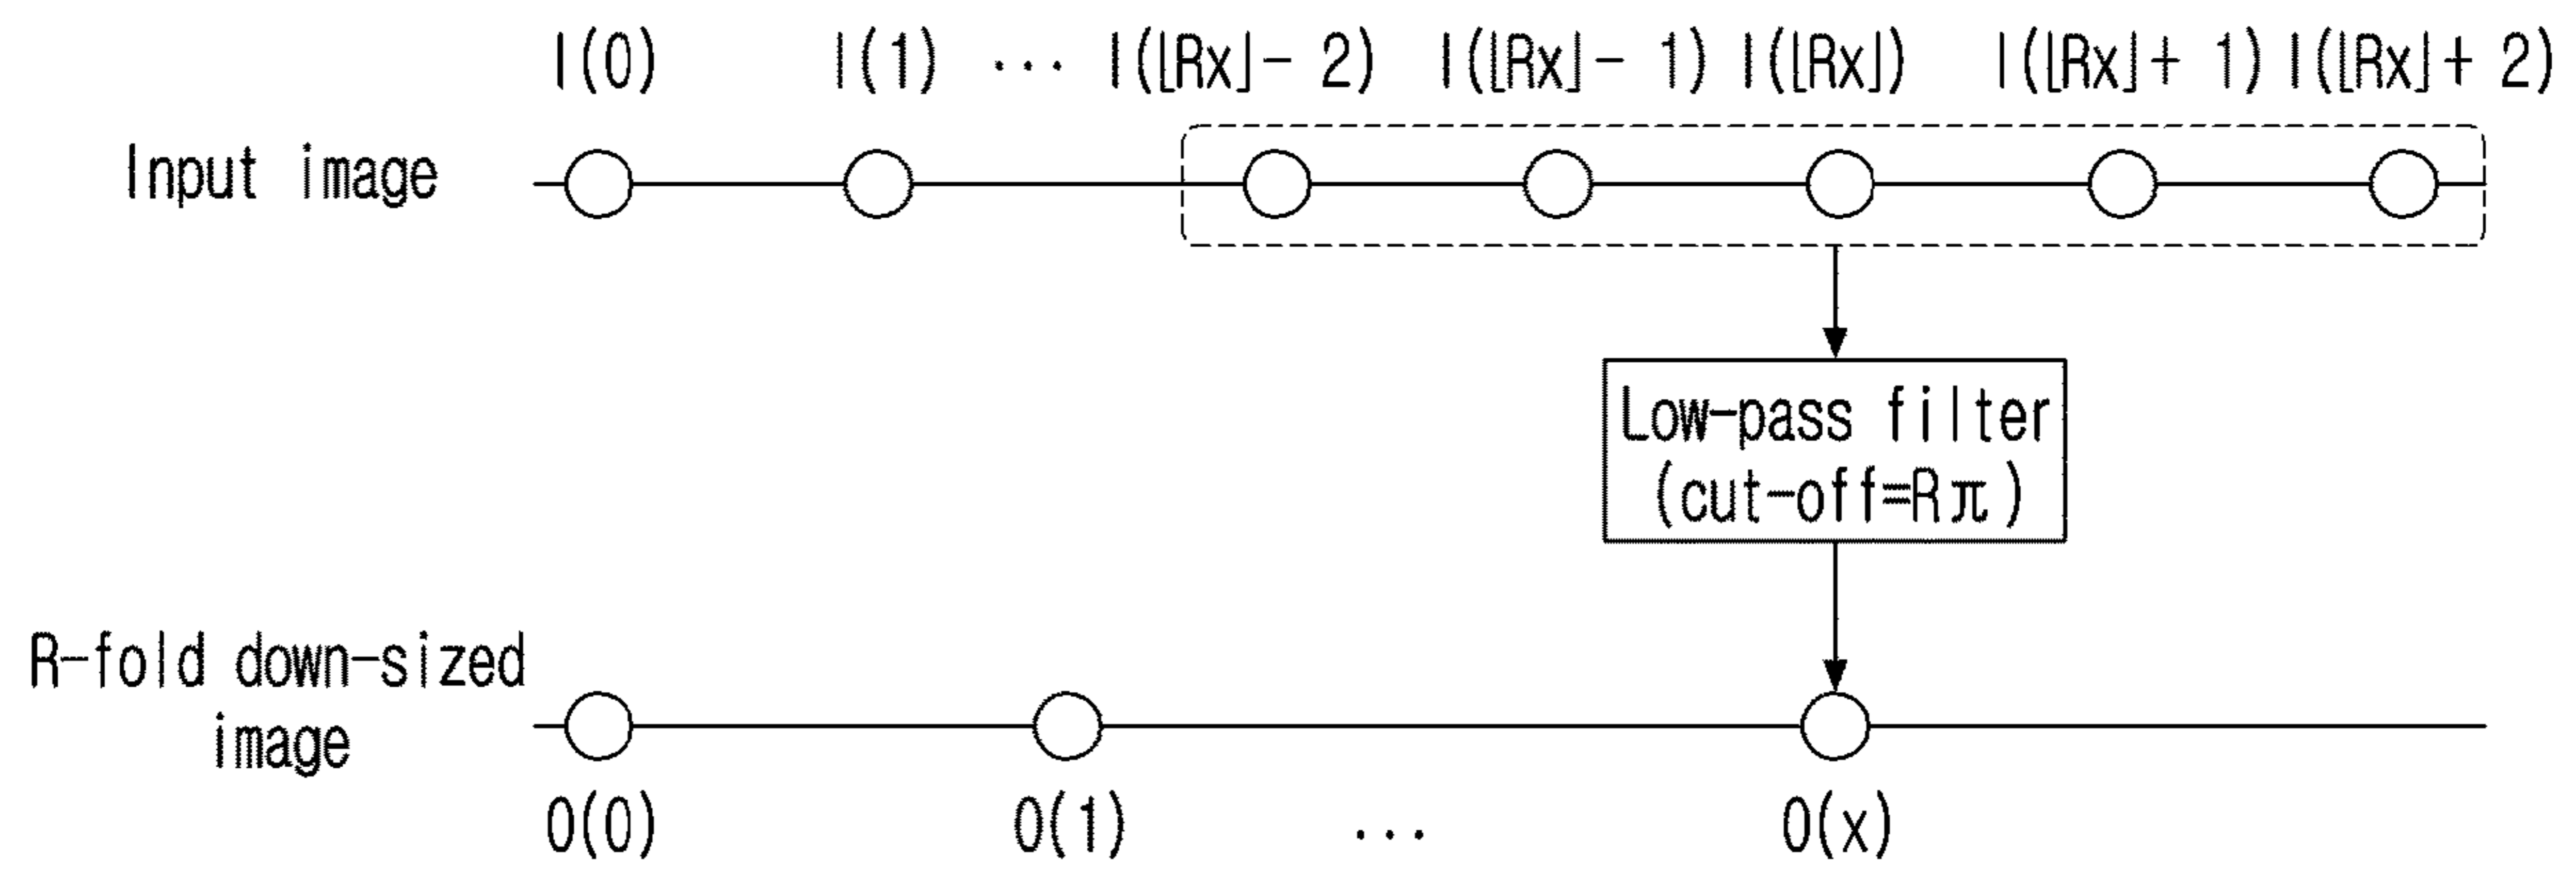 I(0) I(1) ··· I(⌊Rx⌋- 2) I(⌊Rx⌋- 1) I(⌊Rx⌋) I(⌊Rx⌋+ 1) I(⌊Rx⌋+ 2)
Input image
Low-pass filter
(cut-off=Rπ)
R-fold down-sized
image
O(0) O(1) ··· O(x)